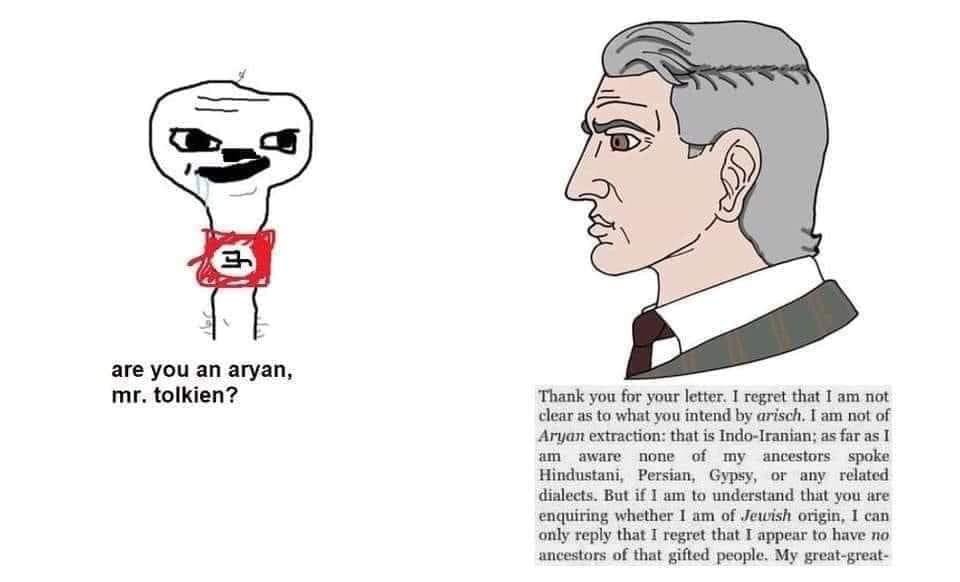 are you an aryan,
mr. tolkien?
Thank you for your letter. I regret that I am not
clear as to what you intend by arisch. I am not of
Aryan extraction: that is Indo-Iranian; as far as I
am aware none of my ancestors spoke
Hindustani, Persian, Gypsy, or any related
dialects. But if I am to understand that you are
enquiring whether I am of Jewish origin, I can
only reply that I regret that I appear to have no
ancestors of that gifted people. My great-great-